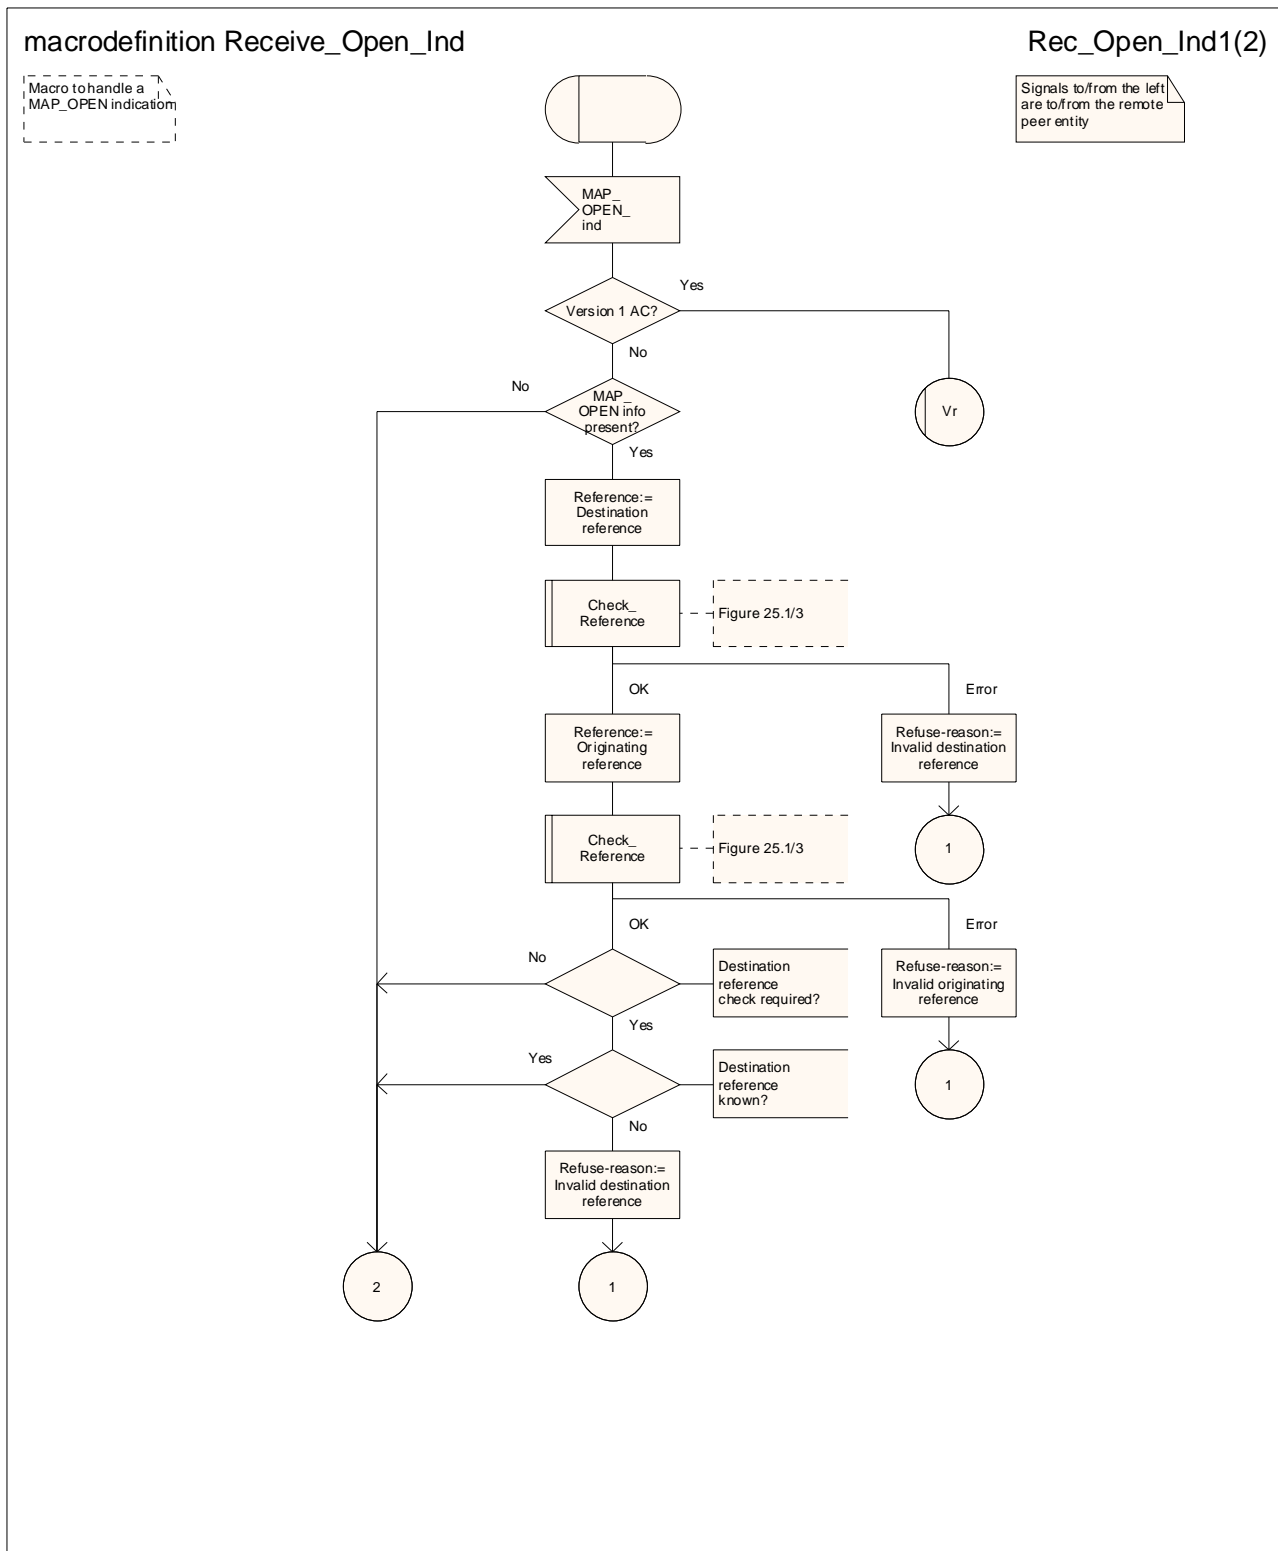 macrodefinition Receive_Open_Ind
Rec_Open_Ind1(2)
Macro to handle a
MAP_OPEN indication
Signals to/from the left
are to/from the remote
peer entity
MAP_
OPEN_
ind
Yes
Version 1 AC?
No
No
MAP_
OPEN info
present?
Vr
Yes
Reference:=
Destination
reference
Check_
Reference
Figure 25.1/3
OK
Error
Reference:=
Originating
reference
Refuse-reason:=
Invalid destination
reference
Check_
Reference
Figure 25.1/3
1
OK
Error
No
Destination
reference
check required?
Refuse-reason:=
Invalid originating
reference
Yes
Yes
Destination
reference
known?
1
No
Refuse-reason:=
Invalid destination
reference
2
1